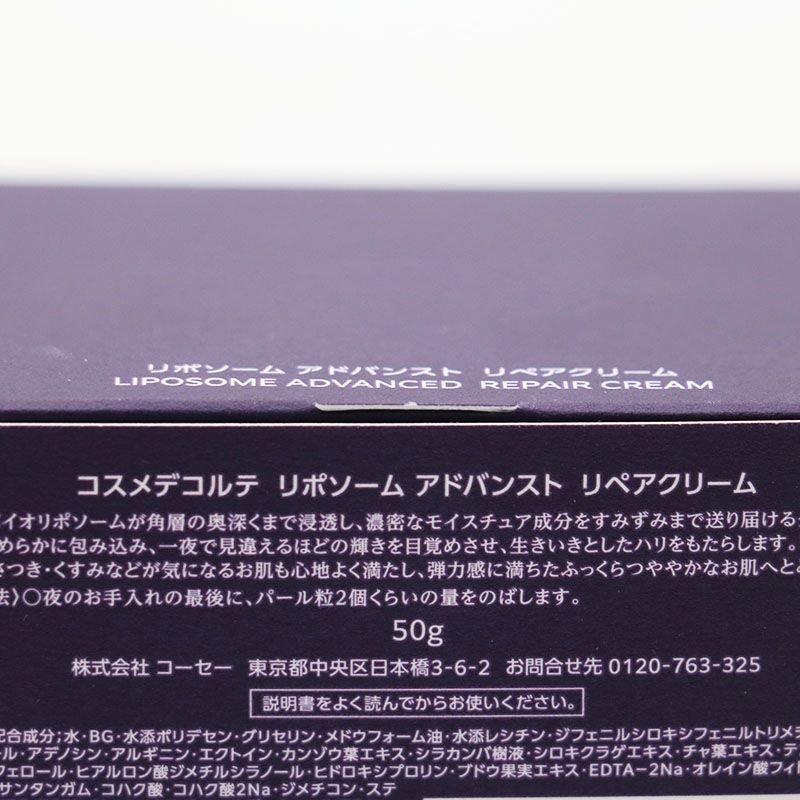 リポソーム アドバンスト リペアクリーム
LIPOSOME ADVANCED REPAIR CREAM
コスメデコルテ リポソーム アドバンスト リペアクリーム
イオリポソームが角層の奥深くまで浸透し、濃密なモイスチュア成分をすみずみまで送り届ける
めらかに包み込み、一夜で見違えるほどの輝きを目覚めさせ、生きいきとしたハリをもたらします。
さつき・くすみなどが気になるお肌も心地よく満たし、弾力感に満ちたふっくらつややかなお肌へと
法〉○夜のお手入れの最後に、パール粒2個くらいの量をのばします。
50g
株式会社 コーセー 東京都中央区日本橋3-6-2 お問合せ先 0120-763-325
説明書をよく読んでからお使いください。
配合成分;水・BG・水添ポリデセン・グリセリン・メドウフォーム油・水添レシチン・ジフェニルシロキシフェニルトリメ
ール・アデノシン・アルギニン・エクトイン・カンゾウ葉エキス・シラカンバ樹液・シロキクラゲエキス・チャ葉エキス・テ
フェロール・ヒアルロン酸ジメチルシラノール・ヒドロキシプロリン・ブドウ果実エキス・EDTA-2Na・オレイン酸フィ
サンタンガム・コハク酸・コハク酸2Na・ジメチコン・ステ